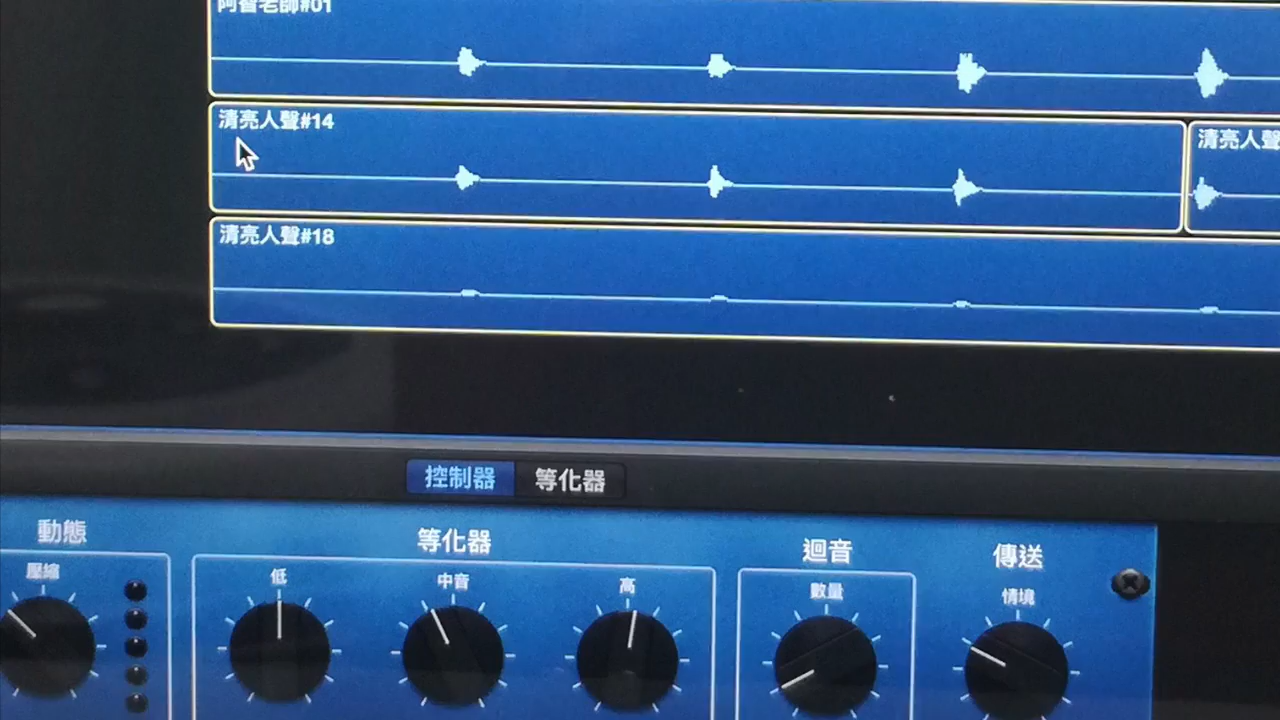 阿智老師#01
清亮人聲#14
清亮人聲
清亮人聲#18
控制器 等化器
動態 等化器 迴音 傳送
壓縮 低 中音 高 數量 情境